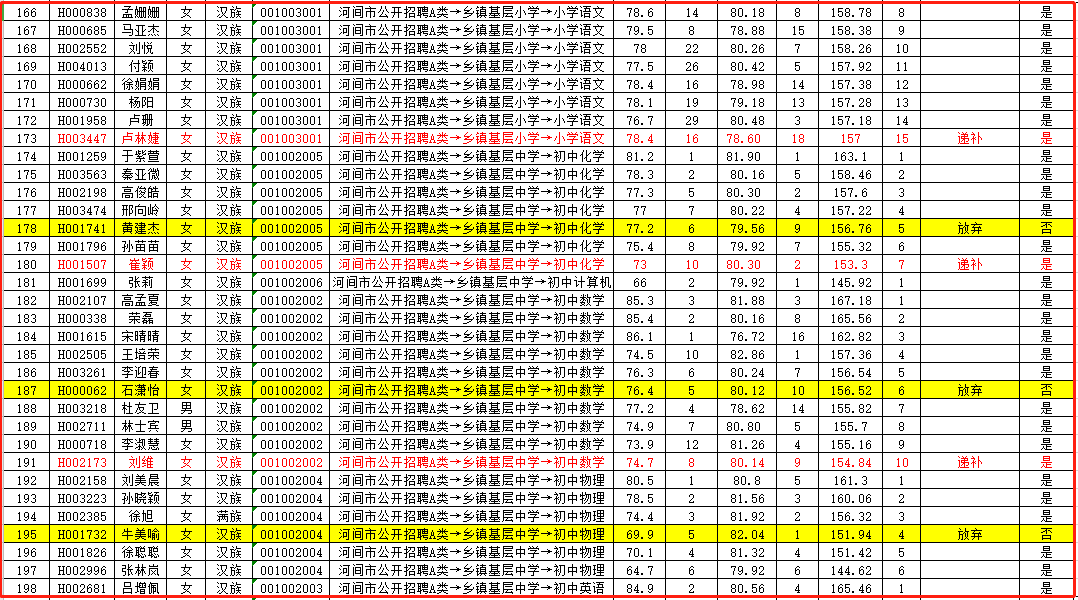 166 H000838 孟姗姗 女 汉族 001003001 河间市公开招聘A类→乡镇基层小学→小学语文 78.6 14 80.18 8 158.78 8 是
167 H000685 马亚杰 女 汉族 001003001 河间市公开招聘A类→乡镇基层小学→小学语文 79.5 8 78.88 15 158.38 9 是
168 H002552 刘悦 女 汉族 001003001 河间市公开招聘A类→乡镇基层小学→小学语文 78 22 80.26 7 158.26 10 是
169 H004013 付颖 女 汉族 001003001 河间市公开招聘A类→乡镇基层小学→小学语文 77.5 26 80.42 5 157.92 11 是
170 H000662 徐娟娟 女 汉族 001003001 河间市公开招聘A类→乡镇基层小学→小学语文 78.4 16 78.98 14 157.38 12 是
171 H000730 杨阳 女 汉族 001003001 河间市公开招聘A类→乡镇基层小学→小学语文 78.1 19 79.18 13 157.28 13 是
172 H001958 卢珊 女 汉族 001003001 河间市公开招聘A类→乡镇基层小学→小学语文 76.7 29 80.48 3 157.18 14 是
173 H003447 卢林婕 女 汉族 001003001 河间市公开招聘A类→乡镇基层小学→小学语文 78.4 16 78.60 18 157 15 递补 是
174 H001259 于紫萱 女 汉族 001002005 河间市公开招聘A类→乡镇基层中学→初中化学 81.2 1 81.90 1 163.1 1 是
175 H003563 秦亚微 女 汉族 001002005 河间市公开招聘A类→乡镇基层中学→初中化学 78.3 2 80.16 5 158.46 2 是
176 H002198 高俊皓 女 汉族 001002005 河间市公开招聘A类→乡镇基层中学→初中化学 77.3 5 80.30 2 157.6 3 是
177 H003474 邢向岭 女 汉族 001002005 河间市公开招聘A类→乡镇基层中学→初中化学 77 7 80.22 4 157.22 4 是
178 H001741 黄建杰 女 汉族 001002005 河间市公开招聘A类→乡镇基层中学→初中化学 77.2 6 79.56 9 156.76 5 放弃 否
179 H001796 孙苗苗 女 汉族 001002005 河间市公开招聘A类→乡镇基层中学→初中化学 75.4 8 79.92 7 155.32 6 是
180 H001507 崔颖 女 汉族 001002005 河间市公开招聘A类→乡镇基层中学→初中化学 73 10 80.30 2 153.3 7 递补 是
181 H001699 张莉 女 汉族 001002006 河间市公开招聘A类→乡镇基层中学→初中计算机 66 2 79.92 1 145.92 1 是
182 H002107 高孟夏 女 汉族 001002002 河间市公开招聘A类→乡镇基层中学→初中数学 85.3 3 81.88 3 167.18 1 是
183 H000338 荣磊 女 汉族 001002002 河间市公开招聘A类→乡镇基层中学→初中数学 85.4 2 80.16 8 165.56 2 是
184 H001615 宋晴晴 女 汉族 001002002 河间市公开招聘A类→乡镇基层中学→初中数学 86.1 1 76.72 16 162.82 3 是
185 H002505 王培荣 女 汉族 001002002 河间市公开招聘A类→乡镇基层中学→初中数学 74.5 10 82.86 1 157.36 4 是
186 H003261 李迎春 女 汉族 001002002 河间市公开招聘A类→乡镇基层中学→初中数学 76.3 6 80.24 7 156.54 5 是
187 H000062 石潇怡 女 汉族 001002002 河间市公开招聘A类→乡镇基层中学→初中数学 76.4 5 80.12 10 156.52 6 放弃 否
188 H003218 杜友卫 男 汉族 001002002 河间市公开招聘A类→乡镇基层中学→初中数学 77.2 4 78.62 14 155.82 7 是
189 H002711 林士宾 男 汉族 001002002 河间市公开招聘A类→乡镇基层中学→初中数学 74.9 7 80.80 5 155.7 8 是
190 H000718 李淑慧 女 汉族 001002002 河间市公开招聘A类→乡镇基层中学→初中数学 73.9 12 81.26 4 155.16 9 是
191 H002173 刘维 女 汉族 001002002 河间市公开招聘A类→乡镇基层中学→初中数学 74.7 8 80.14 9 154.84 10 递补 是
192 H002158 刘美晨 女 汉族 001002004 河间市公开招聘A类→乡镇基层中学→初中物理 80.5 1 80.8 5 161.3 1 是
193 H003223 孙晓颖 女 汉族 001002004 河间市公开招聘A类→乡镇基层中学→初中物理 78.5 2 81.56 3 160.06 2 是
194 H002385 徐旭 女 满族 001002004 河间市公开招聘A类→乡镇基层中学→初中物理 74.4 3 81.92 2 156.32 3 是
195 H001732 牛美喻 女 汉族 001002004 河间市公开招聘A类→乡镇基层中学→初中物理 69.9 5 82.04 1 151.94 4 放弃 否
196 H001826 徐聪聪 女 汉族 001002004 河间市公开招聘A类→乡镇基层中学→初中物理 70.1 4 81.32 4 151.42 5 是
197 H002996 张林岚 女 汉族 001002004 河间市公开招聘A类→乡镇基层中学→初中物理 64.7 6 79.92 6 144.62 6 是
198 H002681 吕增佩 女 汉族 001002003 河间市公开招聘A类→乡镇基层中学→初中英语 84.9 2 80.56 4 165.46 1 是